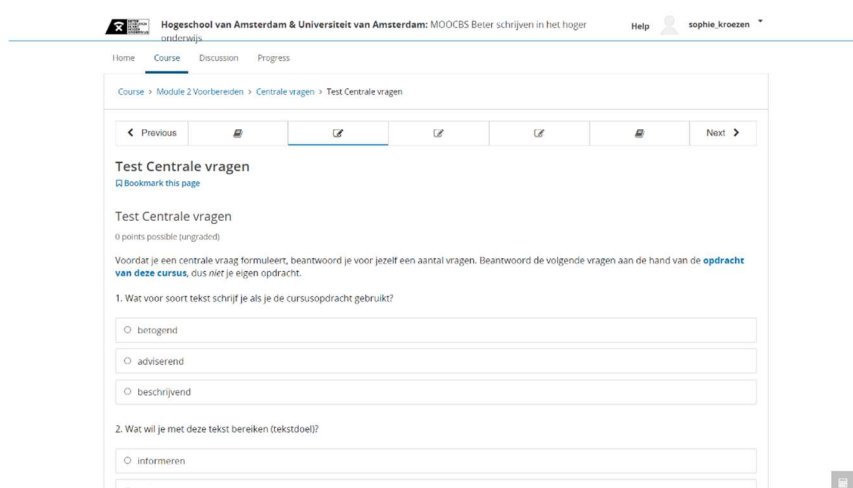 Hogeschool van Amsterdam & Universiteit van Amsterdam: MOOCBS Beter schrijven in het hoger
onderwijs
Help
sophie_kroezen
Home Course Discussion Progress
Course > Module 2 Voorbereiden > Centrale vragen > Test Centrale vragen
Previous
Next
Test Centrale vragen
Bookmark this page
Test Centrale vragen
0 points possible (ungraded)
Voordat je een centrale vraag formuleert, beantwoord je voor jezelf een aantal vragen. Beantwoord de volgende vragen aan de hand van de opdracht
van deze cursus, dus niet je eigen opdracht.
1. Wat voor soort tekst schrijf je als je de cursusopdracht gebruikt?
betogend
adviserend
beschrijvend
2. Wat wil je met deze tekst bereiken (tekstdoel)?
informeren